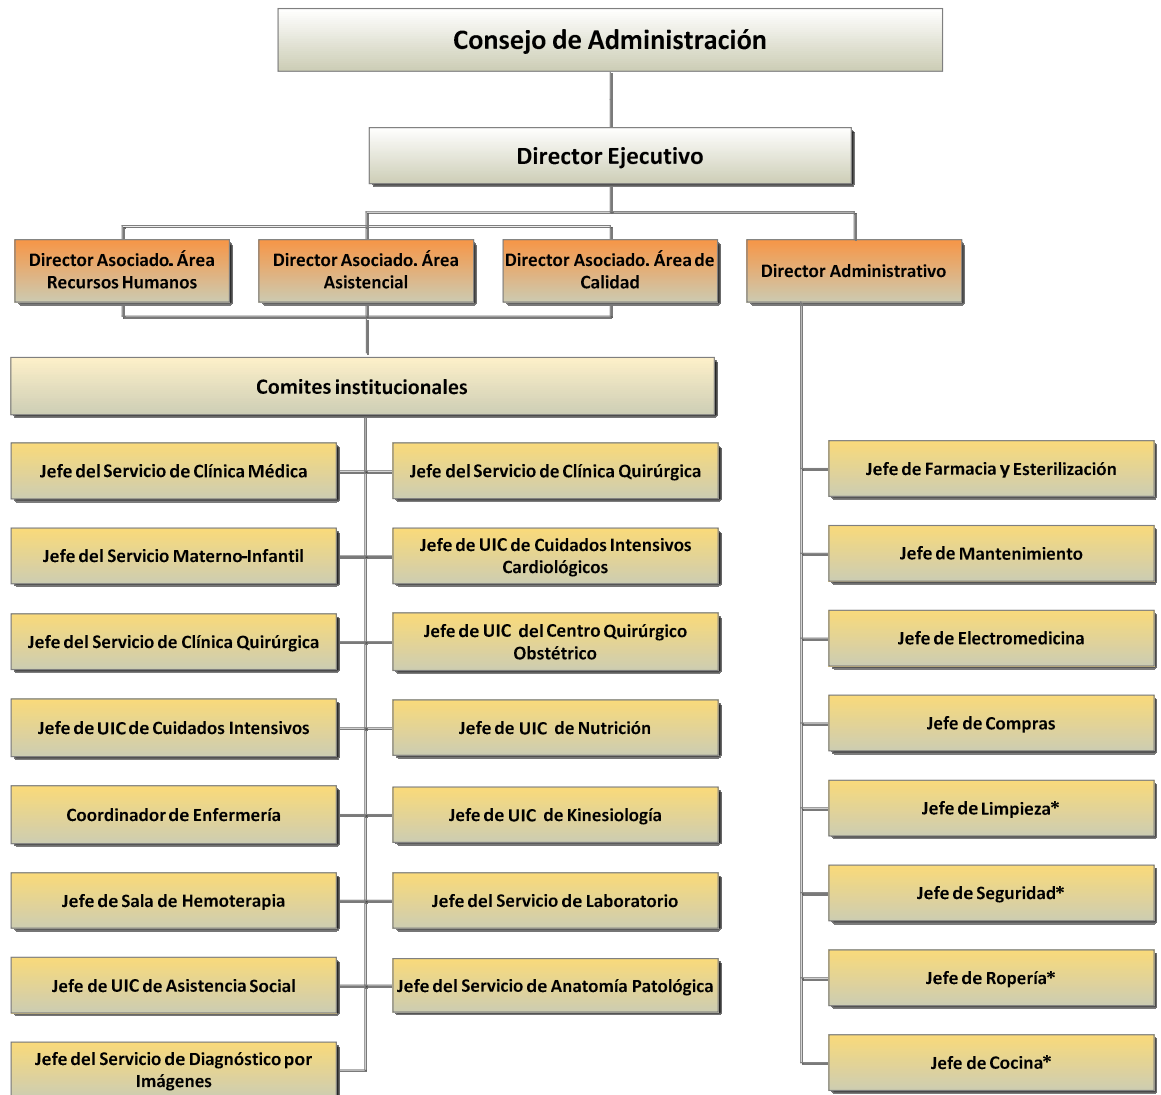 Consejo de Administración
Director Ejecutivo
Director Asociado. Área
Recursos Humanos
Director Asociado. Área
Asistencial
Director Asociado. Área de
Calidad
Director Administrativo
Comites institucionales
Jefe del Servicio de Clínica Médica
Jefe del Servicio de Clínica Quirúrgica
Jefe del Servicio Materno-Infantil
Jefe de UIC de Cuidados Intensivos
Cardiológicos
Jefe del Servicio de Clínica Quirúrgica
Jefe de UIC del Centro Quirúrgico
Obstétrico
Jefe de UIC de Cuidados Intensivos
Jefe de UIC de Nutrición
Coordinador de Enfermería
Jefe de UIC de Kinesiología
Jefe de Sala de Hemoterapia
Jefe del Servicio de Laboratorio
Jefe de UIC de Asistencia Social
Jefe del Servicio de Anatomía Patológica
Jefe del Servicio de Diagnóstico por
Imágenes
Jefe de Farmacia y Esterilización
Jefe de Mantenimiento
Jefe de Electromedicina
Jefe de Compras
Jefe de Limpieza*
Jefe de Seguridad*
Jefe de Ropería*
Jefe de Cocina*